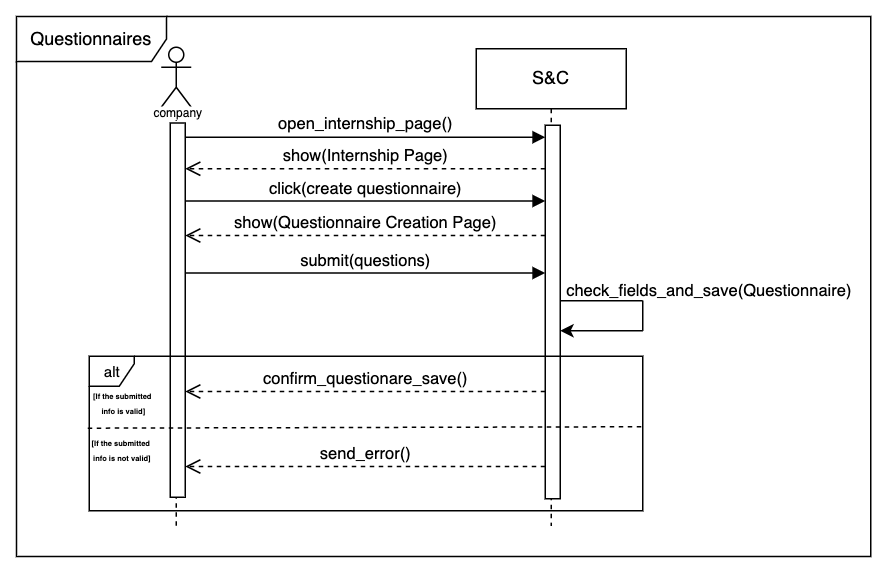 Questionnaires
S&C
company
open_internship_page()
show(Internship Page)
click(create questionnaire)
show(Questionnaire Creation Page)
submit(questions)
check_fields_and_save(Questionnaire)
alt
confirm_questionare_save()
[If the submitted
info is valid]
[If the submitted
info is not valid]
send_error()